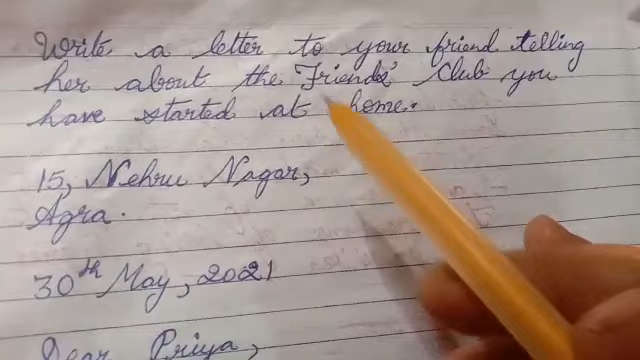 Write a letter to your friend telling
her about the 'Friends' Club you
have started at home.
15, Nehru Nagar,
Agra.
30th May, 2021
Dear Priya,